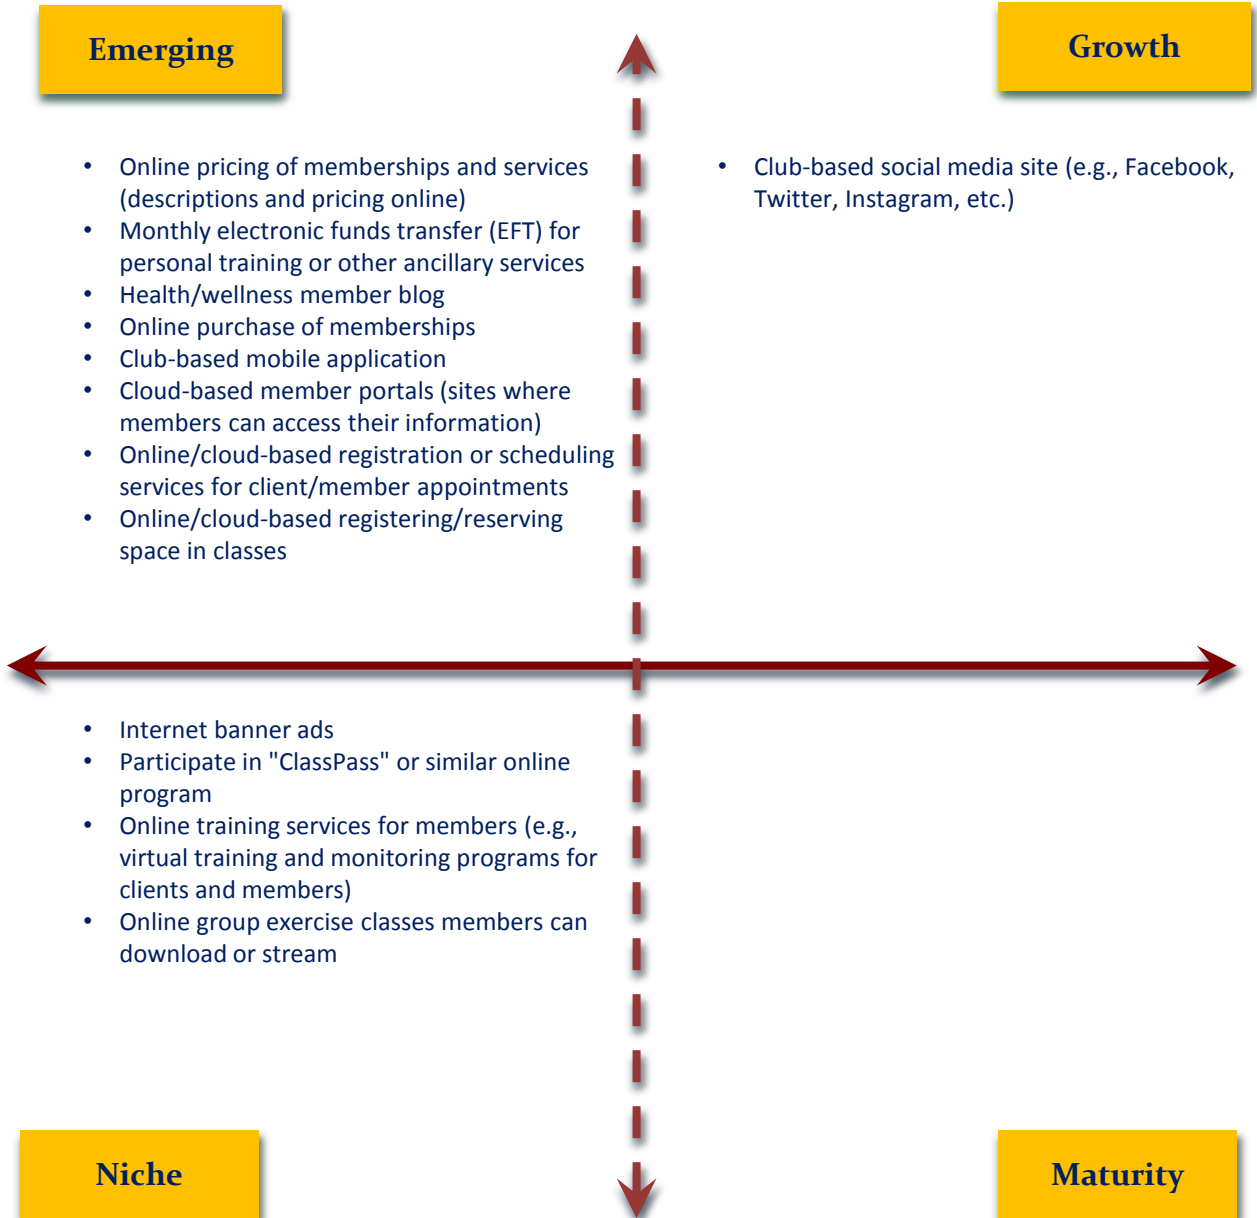 Emerging
Growth
• Online pricing of memberships and services
(descriptions and pricing online)
• Monthly electronic funds transfer (EFT) for
personal training or other ancillary services
• Health/wellness member blog
• Online purchase of memberships
• Club-based mobile application
• Cloud-based member portals (sites where
members can access their information)
• Online/cloud-based registration or scheduling
services for client/member appointments
• Online/cloud-based registering/reserving
space in classes
• Club-based social media site (e.g., Facebook,
Twitter, Instagram, etc.)
• Internet banner ads
• Participate in "ClassPass" or similar online
program
• Online training services for members (e.g.,
virtual training and monitoring programs for
clients and members)
• Online group exercise classes members can
download or stream
Niche
Maturity